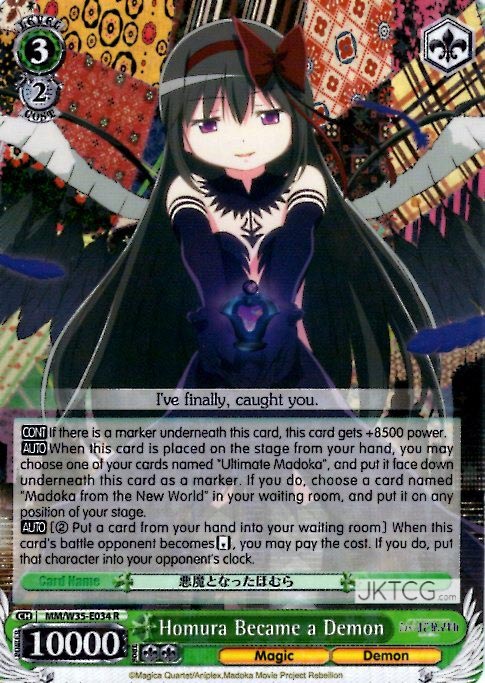 LEVEL
3
2
COST
I've finally, caught you.
CONT If there is a marker underneath this card, this card gets +8500 power.
AUTO When this card is placed on the stage from your hand, you may
choose one of your cards named "Ultimate Madoka", and put it face down
underneath this card as a marker. If you do, choose a card named
"Madoka from the New World" in your waiting room, and put it on any
position of your stage.
AUTO [② Put a card from your hand into your waiting room] When this
card's battle opponent becomes , you may pay the cost. If you do, put
that character into your opponent's clock.
Card Name
悪魔となったほむら
JKTCG.com
CH
MM/W35-E034 R
10000
Homura Became a Demon
Magic
Demon
©Magica Quartet/Aniplex,Madoka Movie Project Rebellion